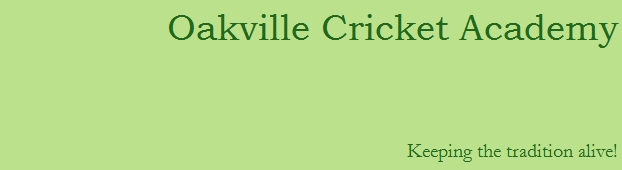 Oakville Cricket Academy
Keeping the tradition alive!